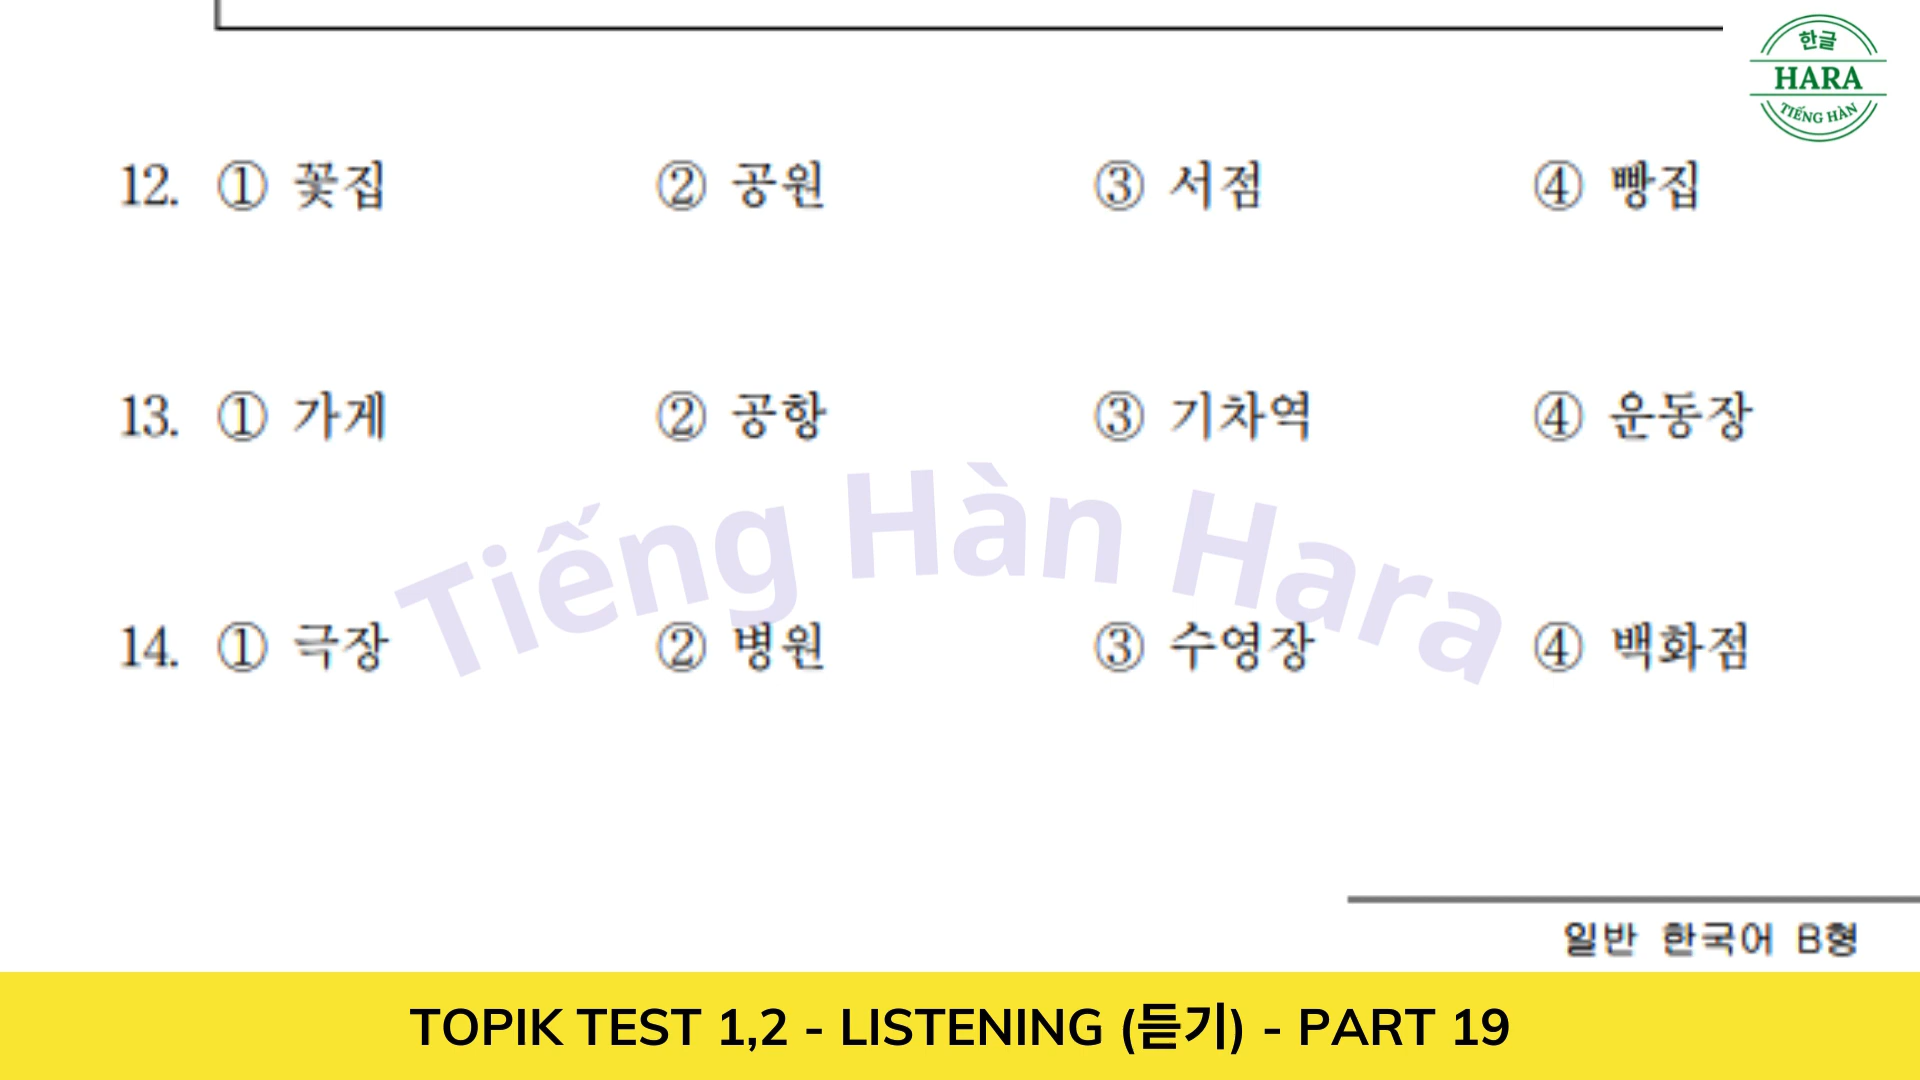 한글
HARA
TIẾNG HÀN
12. ① 꽃집 ② 공원 ③ 서점 ④ 빵집
13. ① 가게 ② 공항 ③ 기차역 ④ 운동장
Tiếng Hàn Hara
14. ① 극장 ② 병원 ③ 수영장 ④ 백화점
일반 한국어 B형
TOPIK TEST 1,2 - LISTENING (듣기) - PART 19